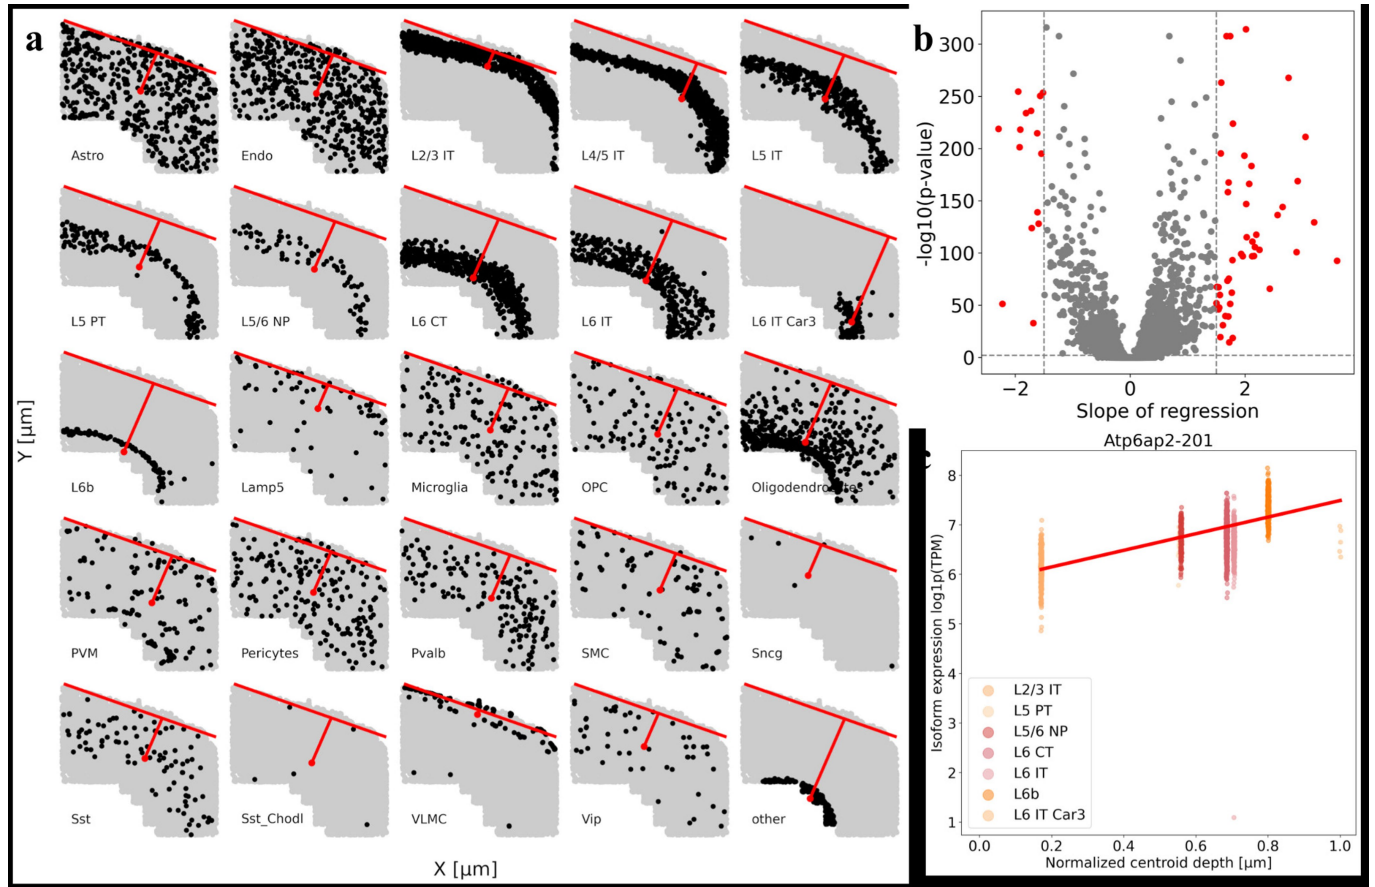 a
Astro
Endo
L2/3 IT
L4/5 IT
L5 IT
L5 PT
L5/6 NP
L6 CT
L6 IT
L6 IT Car3
L6b
Lamp5
Microglia
OPC
Oligodendrocytes
PVM
Pericytes
Pvalb
SMC
Sncg
Sst
Sst_Chodl
VLMC
Vip
other
Y [μm]
X [μm]
b
300
250
200
150
100
50
0
-log10(p-value)
−2
0
2
Slope of regression
Atp6ap2-201
8
7
6
5
4
3
2
1
Isoform expression log1p(TPM)
L2/3 IT
L5 PT
L5/6 NP
L6 CT
L6 IT
L6b
L6 IT Car3
0.0
0.2
0.4
0.6
0.8
1.0
Normalized centroid depth [μm]